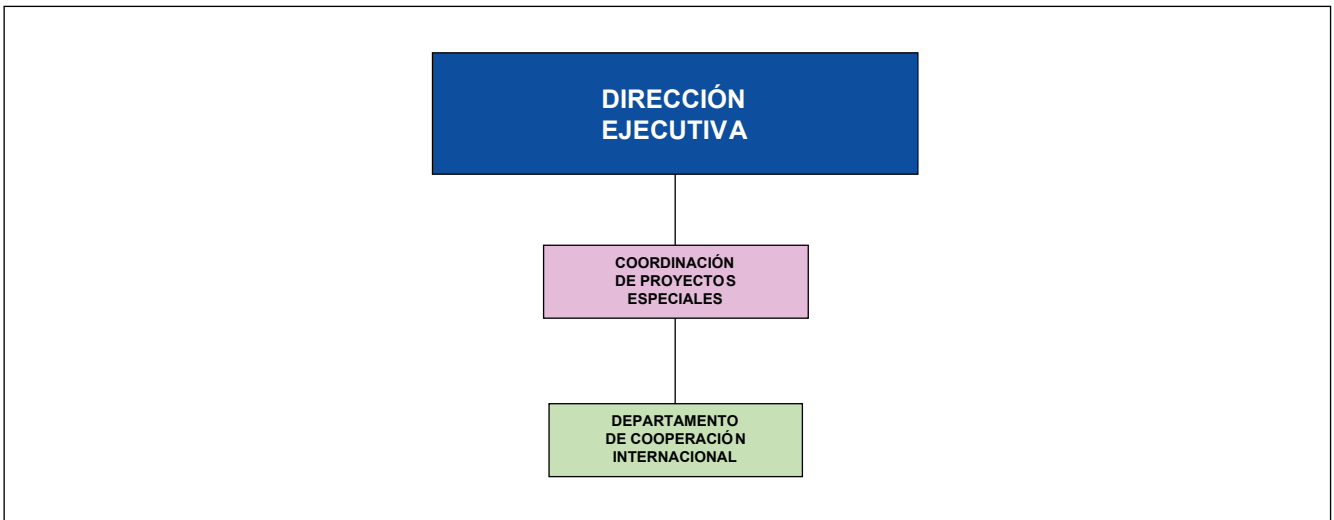 DIRECCIÓN
EJECUTIVA
COORDINACIÓN
DE PROYECTOS
ESPECIALES
DEPARTAMENTO
DE COOPERACIÓN
INTERNACIONAL